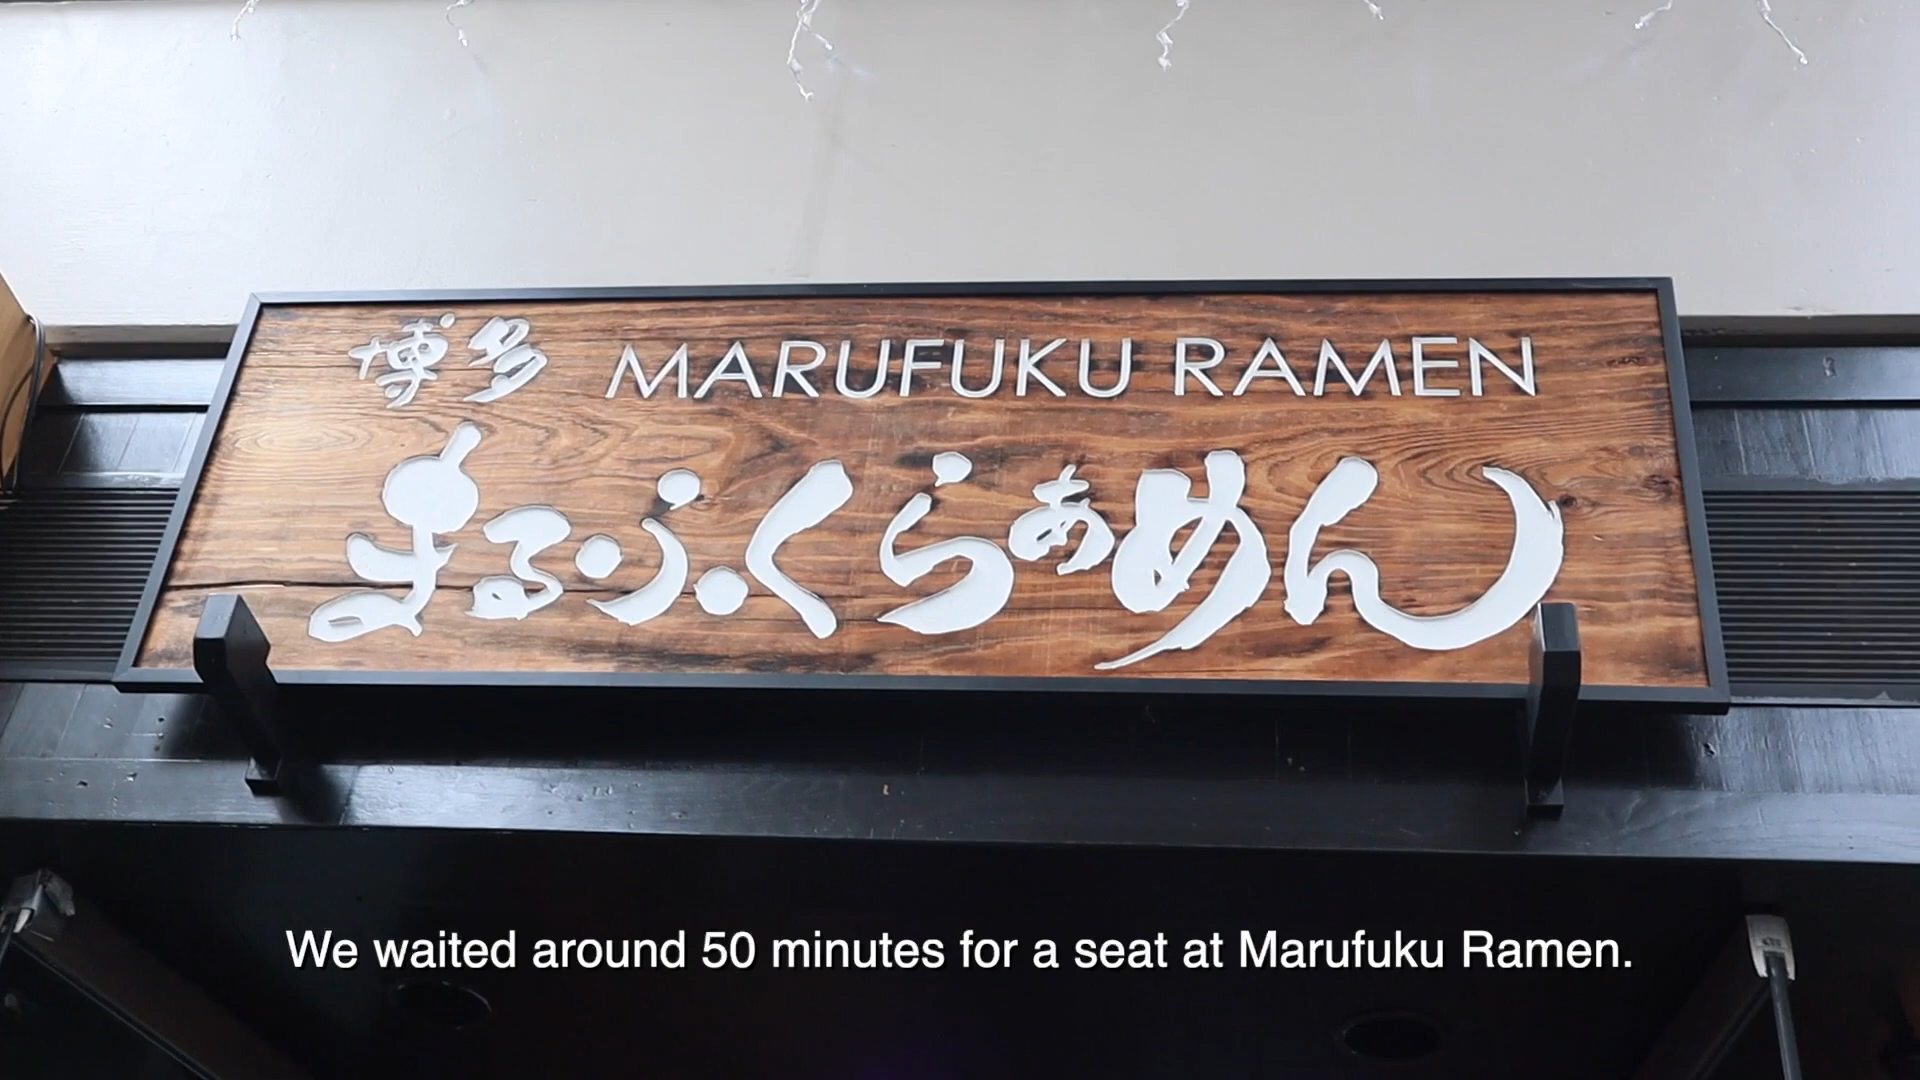 博多 MARUFUKU RAMEN
まるふくらぁめん
We waited around 50 minutes for a seat at Marufuku Ramen.